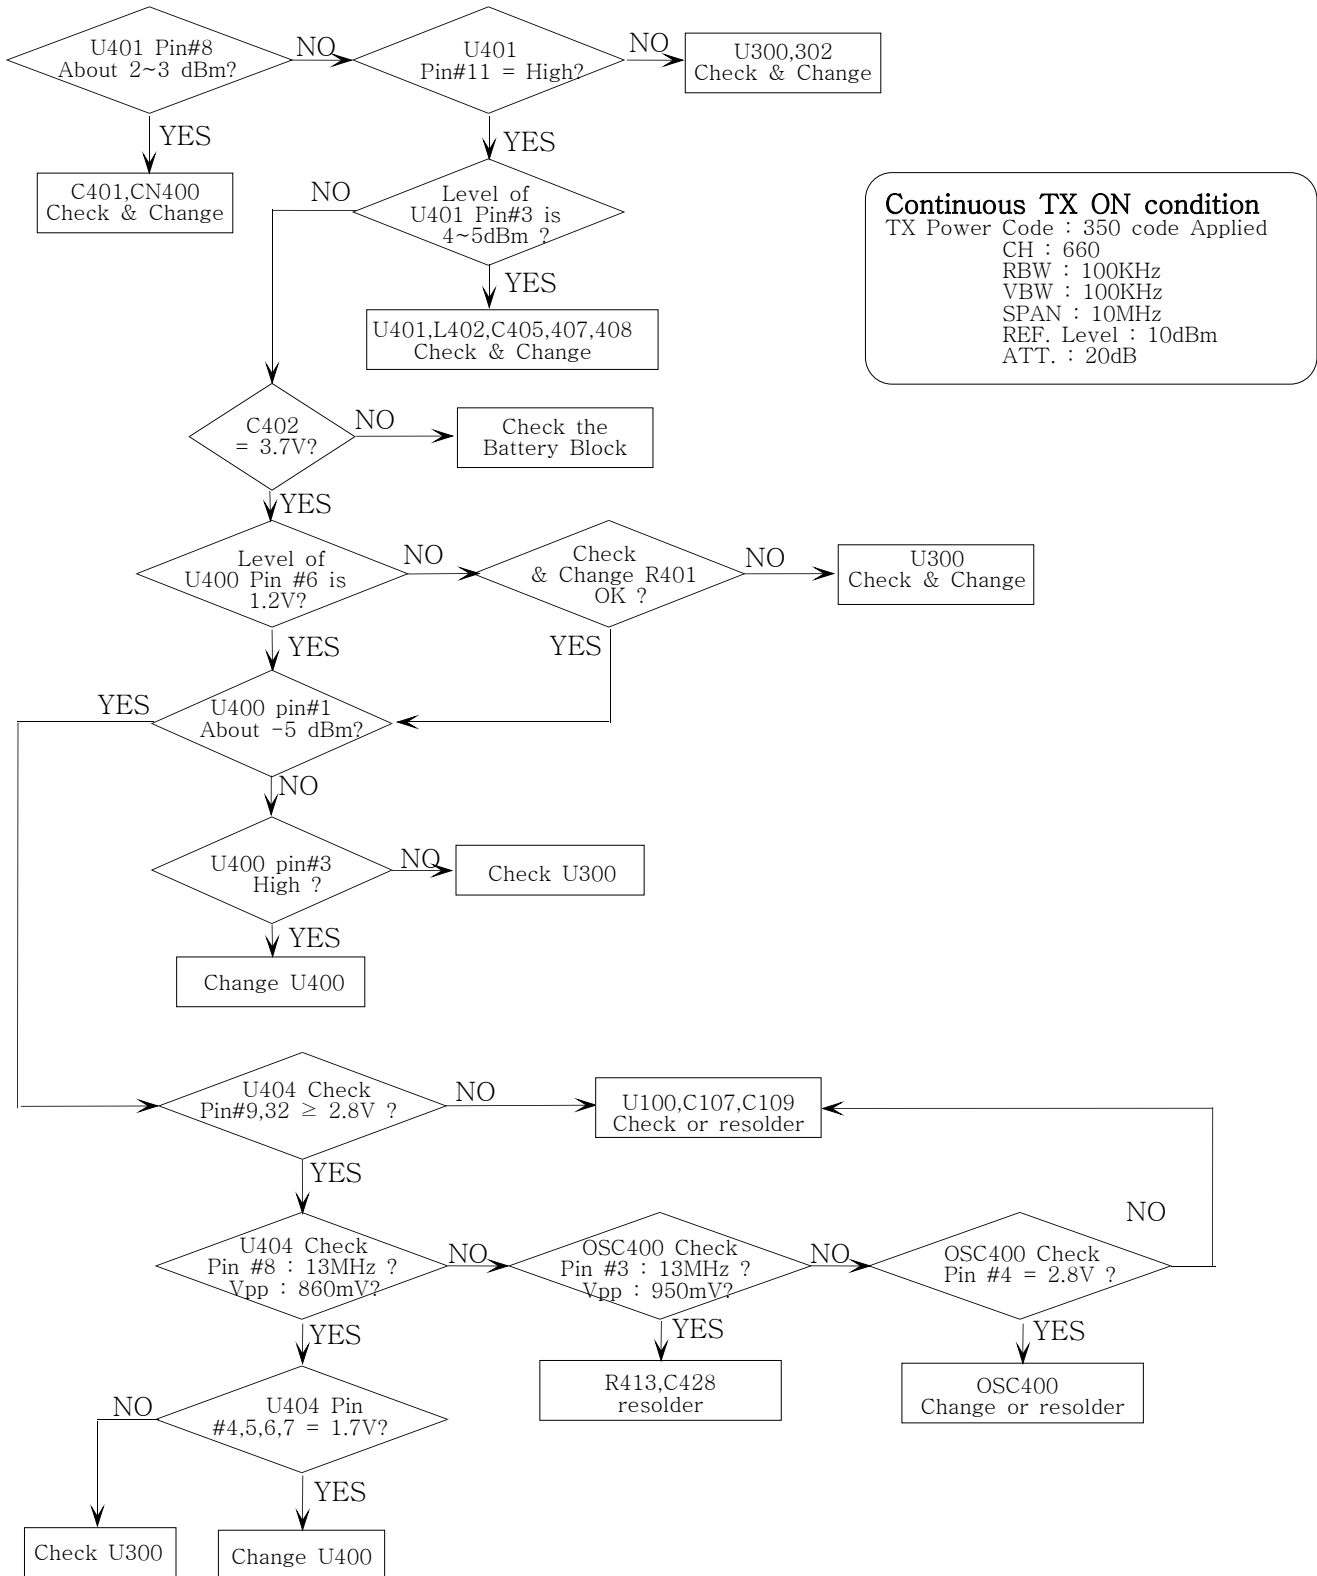 U401 Pin#8
About 2~3 dBm?
NO
U401
Pin#11 = High?
NO
U300,302
Check & Change
YES
C401,CN400
Check & Change
YES
NO
Level of
U401 Pin#3 is
4~5dBm ?
YES
U401,L402,C405,407,408
Check & Change
Continuous TX ON condition
TX Power Code : 350 code Applied
CH : 660
RBW : 100KHz
VBW : 100KHz
SPAN : 10MHz
REF. Level : 10dBm
ATT. : 20dB
C402
= 3.7V?
NO
Check the
Battery Block
YES
Level of
U400 Pin #6 is
1.2V?
NO
Check
& Change R401
OK ?
NO
U300
Check & Change
YES
YES
YES
U400 pin#1
About -5 dBm?
NO
U400 pin#3
High ?
NO
Check U300
YES
Change U400
U404 Check
Pin#9,32 ≥ 2.8V ?
NO
U100,C107,C109
Check or resolder
YES
NO
U404 Check
Pin #8 : 13MHz ?
Vpp : 860mV?
NO
OSC400 Check
Pin #3 : 13MHz ?
Vpp : 950mV?
NO
OSC400 Check
Pin #4 = 2.8V ?
YES
YES
YES
R413,C428
resolder
OSC400
Change or resolder
NO
U404 Pin
#4,5,6,7 = 1.7V?
YES
Check U300
Change U400